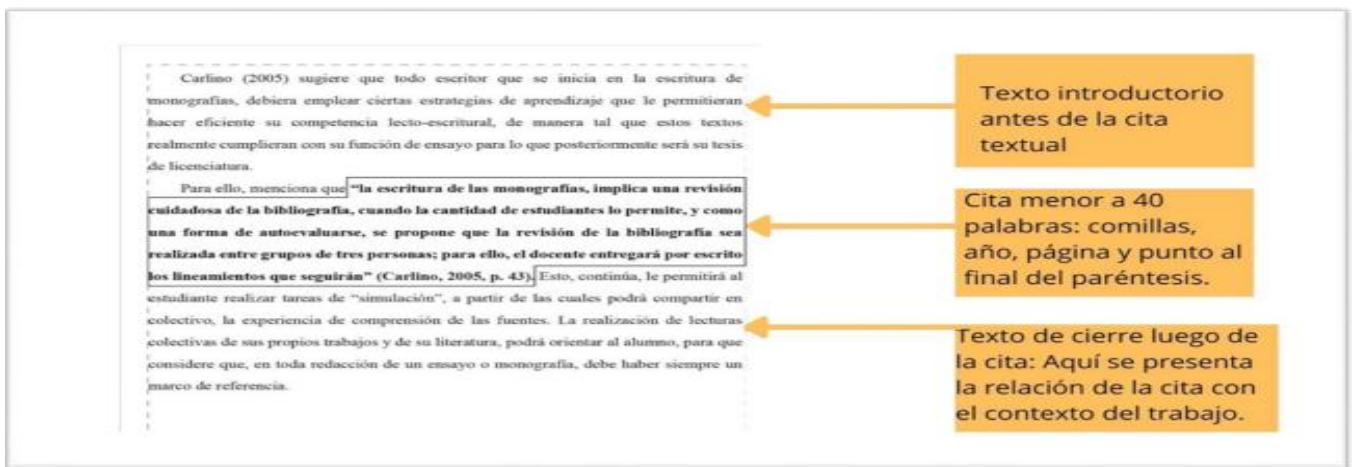 Carlino (2005) sugiere que todo escritor que se inicia en la escritura de
monografías, debiera emplear ciertas estrategias de aprendizaje que le permitieran
hacer eficiente su competencia lecto-escritural, de manera tal que estos textos
realmente cumplieran con su función de ensayo para lo que posteriormente será su tesis
de licenciatura.
Para ello, menciona que "la escritura de las monografías, implica una revisión
cuidadosa de la bibliografía, cuando la cantidad de estudiantes lo permite, y como
una forma de autoevaluarse, se propone que la revisión de la bibliografía sea
realizada entre grupos de tres personas; para ello, el docente entregará por escrito
los lineamientos que seguirán" (Carlino, 2005, p. 43). Esto, continúa, le permitirá al
estudiante realizar tareas de "simulación", a partir de las cuales podrá compartir en
colectivo, la experiencia de comprensión de las fuentes. La realización de lecturas
colectivas de sus propios trabajos y de su literatura, podrá orientar al alumno, para que
considere que, en toda redacción de un ensayo o monografía, debe haber siempre un
marco de referencia.
Texto introductorio
antes de la cita
textual
Cita menor a 40
palabras: comillas,
año, página y punto al
final del paréntesis.
Texto de cierre luego de
la cita: Aquí se presenta
la relación de la cita con
el contexto del trabajo.